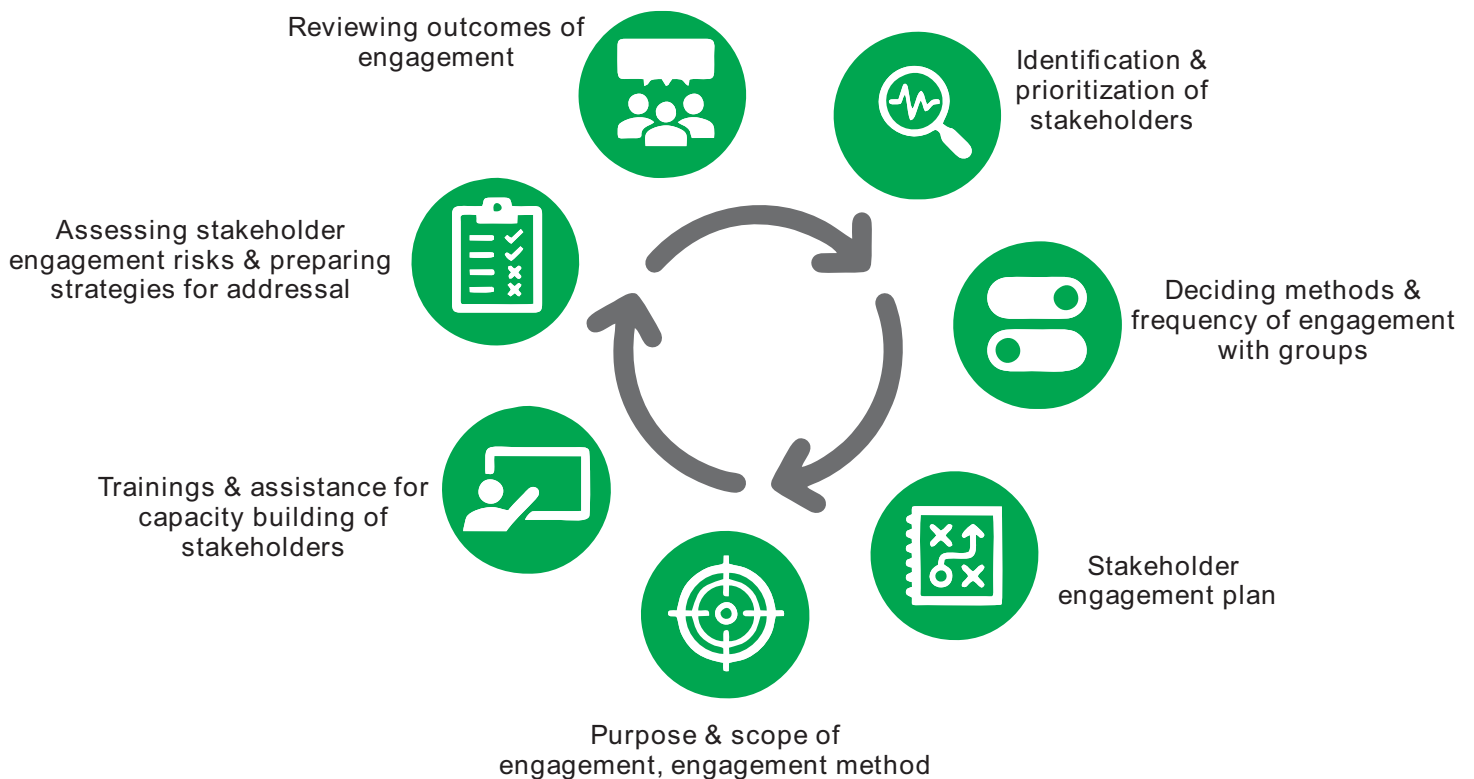 Reviewing outcomes of
engagement
Identification &
prioritization of
stakeholders
Deciding methods &
frequency of engagement
with groups
Stakeholder
engagement plan
Purpose & scope of
engagement, engagement method
Trainings & assistance for
capacity building of
stakeholders
Assessing stakeholder
engagement risks & preparing
strategies for addressal